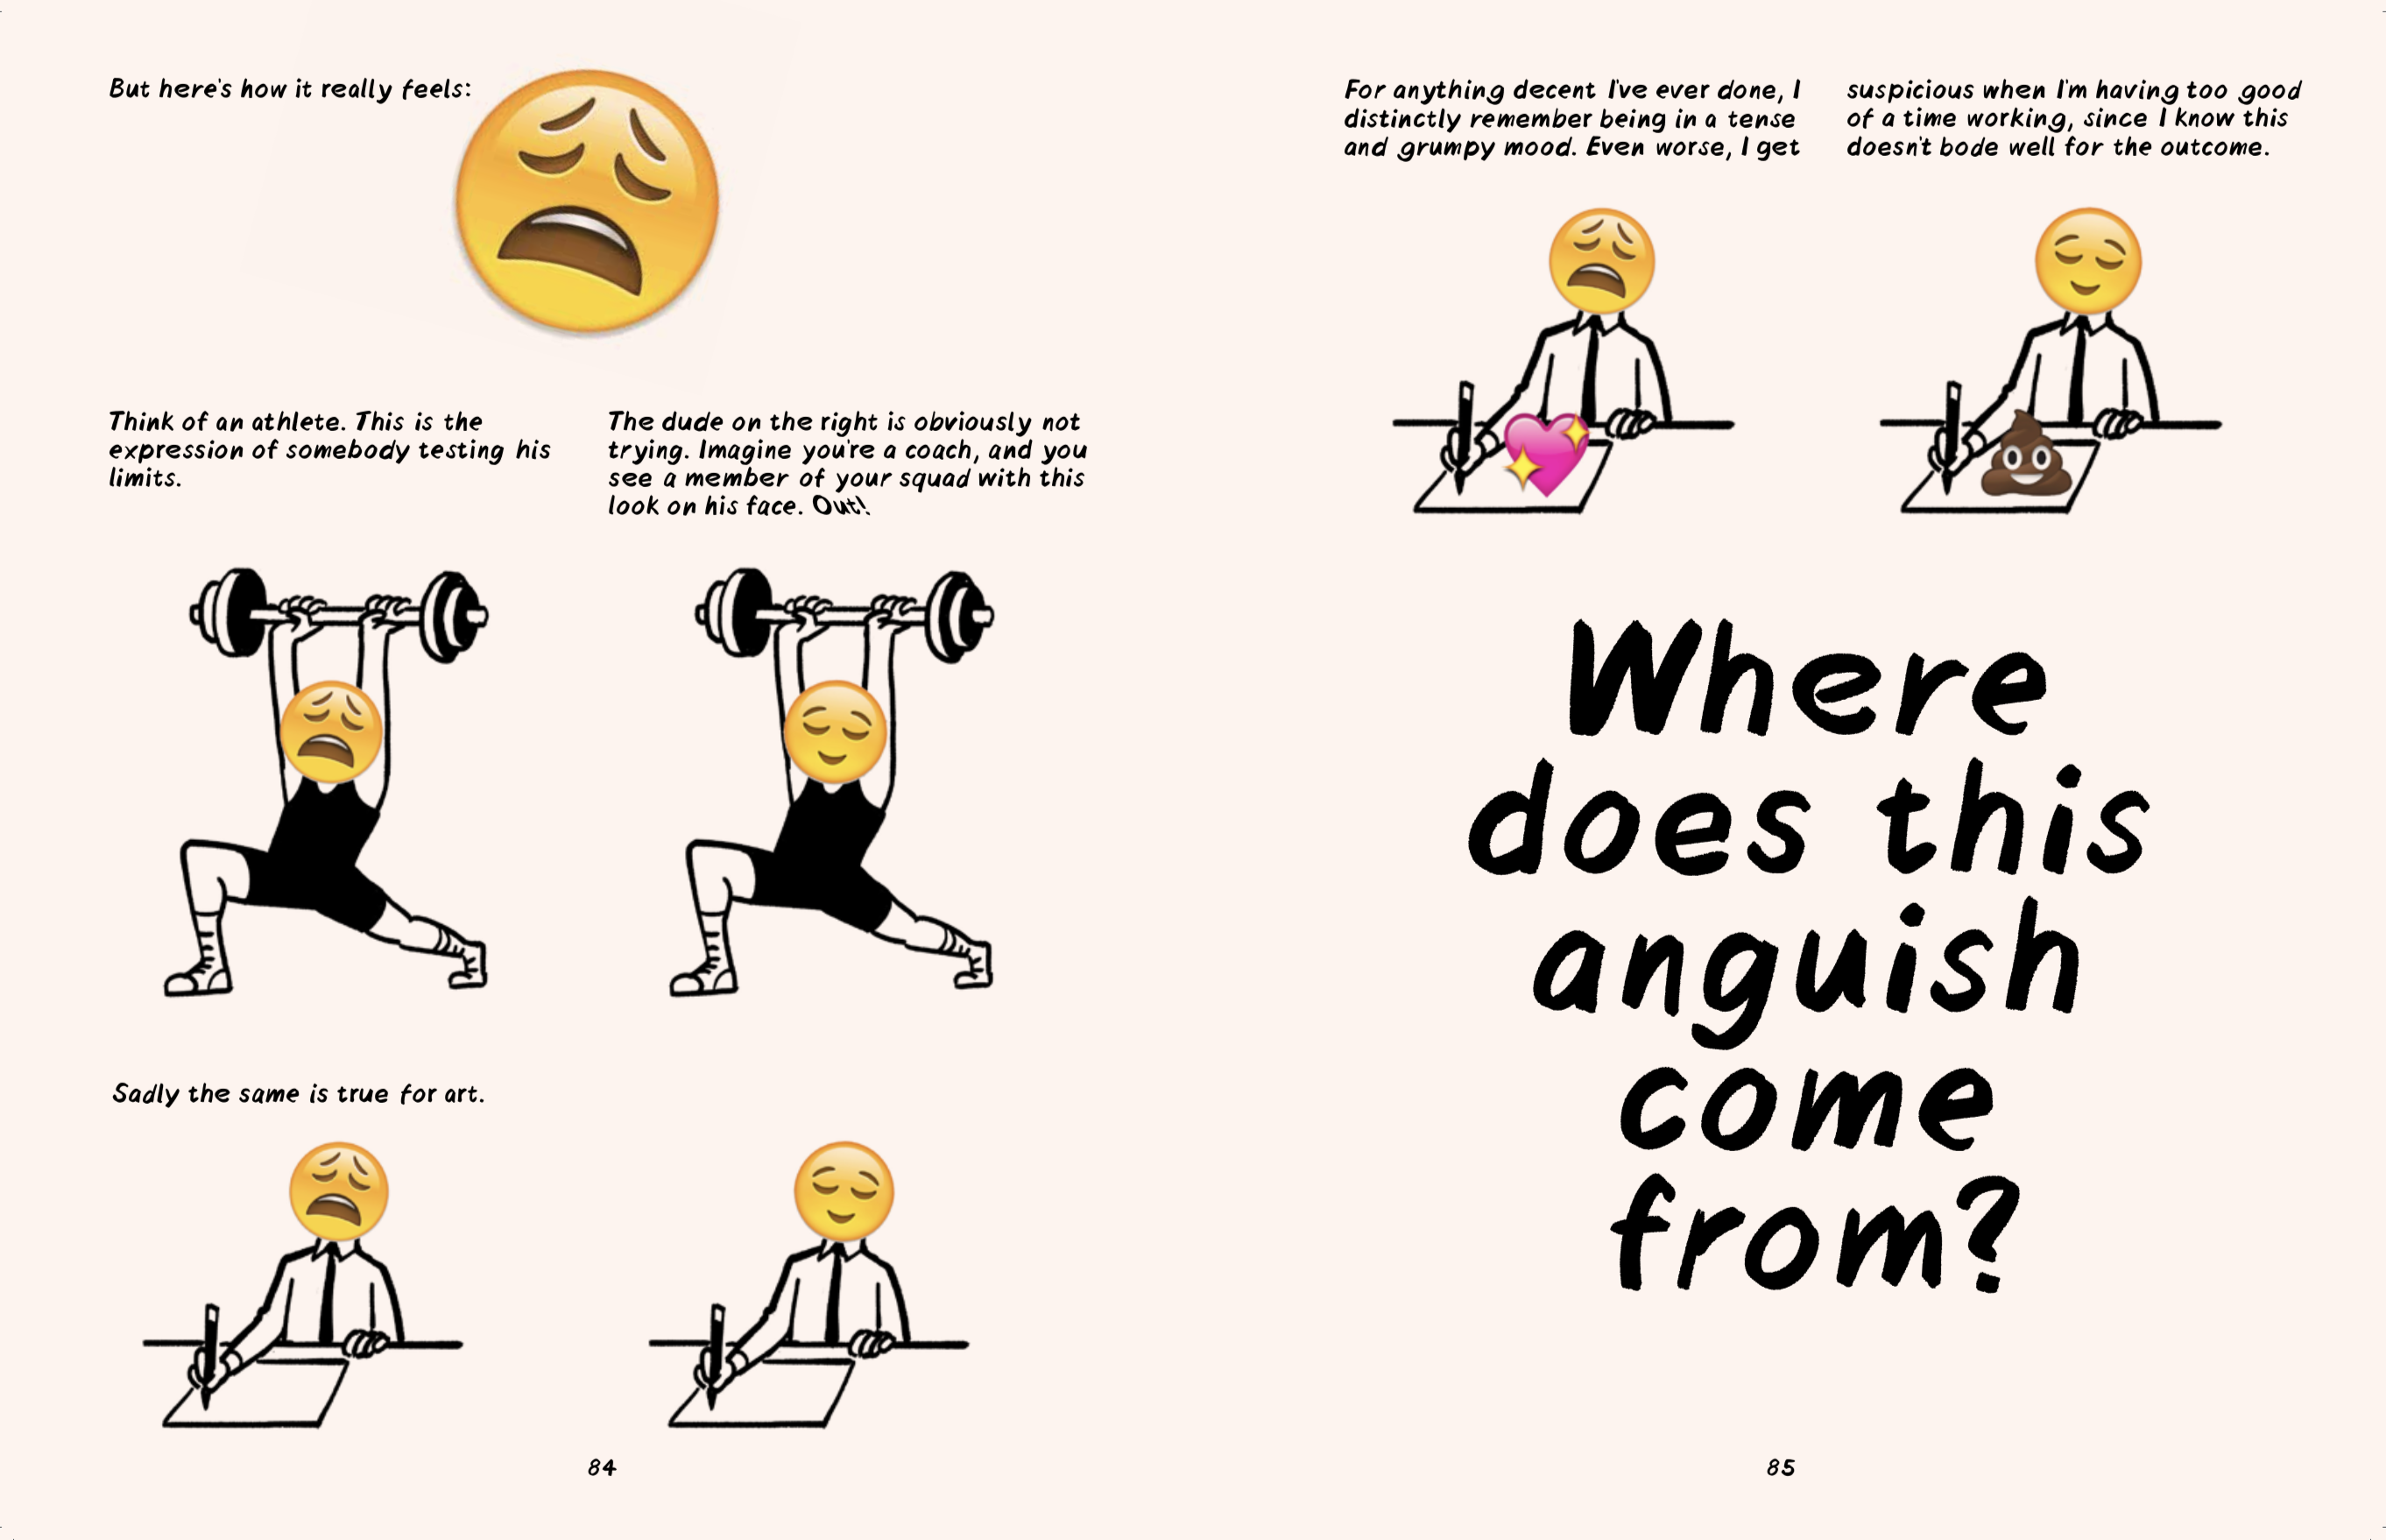 But here's how it really feels:
Think of an athlete. This is the
expression of somebody testing his
limits.
The dude on the right is obviously not
trying. Imagine you're a coach, and you
see a member of your squad with this
look on his face. Out!
Sadly the same is true for art.
84
For anything decent I've ever done, I
distinctly remember being in a tense
and grumpy mood. Even worse, I get
suspicious when I'm having too good
of a time working, since I know this
doesn't bode well for the outcome.
Where
does this
anguish
come
from?
85